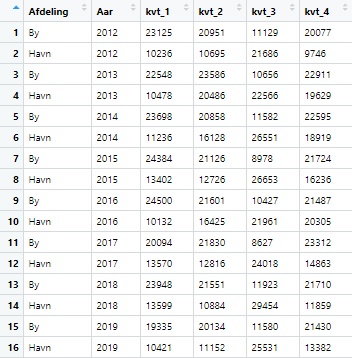 Afdeling Aar kvt_1 kvt_2 kvt_3 kvt_4
1 By 2012 23125 20951 11129 20077
2 Havn 2012 10236 10695 21686 9746
3 By 2013 22548 23586 10656 22911
4 Havn 2013 10478 20486 22566 19629
5 By 2014 23698 20858 11582 22595
6 Havn 2014 11236 16128 26551 18919
7 By 2015 24384 21126 8978 21724
8 Havn 2015 13402 12726 26653 16236
9 By 2016 24500 21601 10427 21487
10 Havn 2016 10132 16425 21961 20305
11 By 2017 20094 21830 8627 23312
12 Havn 2017 13570 12816 24018 14863
13 By 2018 23948 21551 11923 21710
14 Havn 2018 13599 10884 29454 11859
15 By 2019 19335 20134 11580 21430
16 Havn 2019 10421 11152 25531 13382